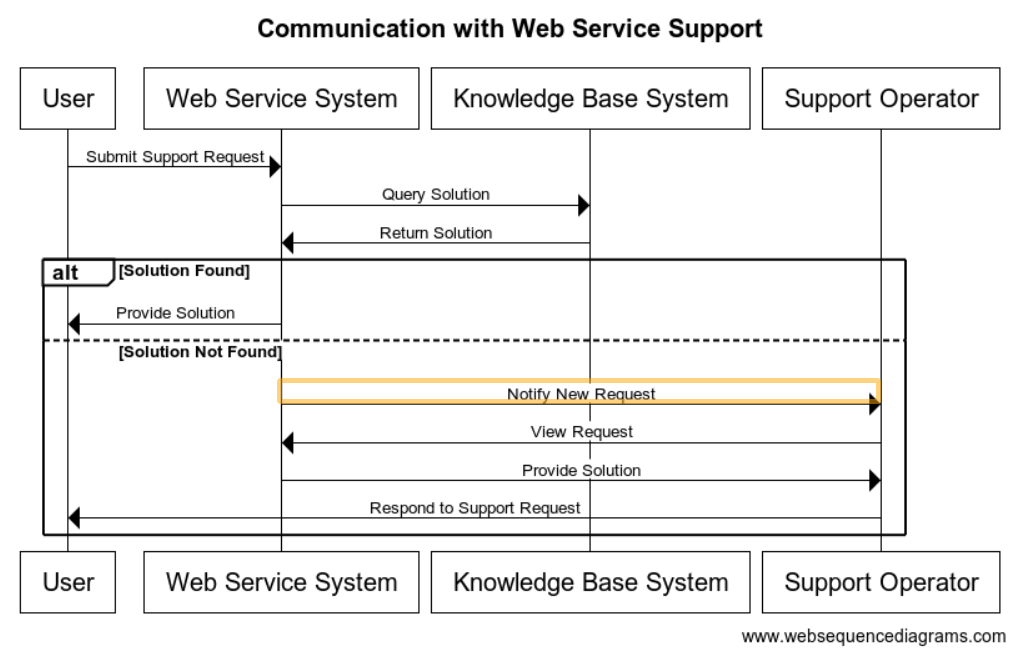 Communication with Web Service Support
User
Web Service System
Knowledge Base System
Support Operator
Submit Support Request
Query Solution
Return Solution
alt
[Solution Found]
Provide Solution
[Solution Not Found]
Notify New Request
View Request
Provide Solution
Respond to Support Request
User
Web Service System
Knowledge Base System
Support Operator
www.websequencediagrams.com